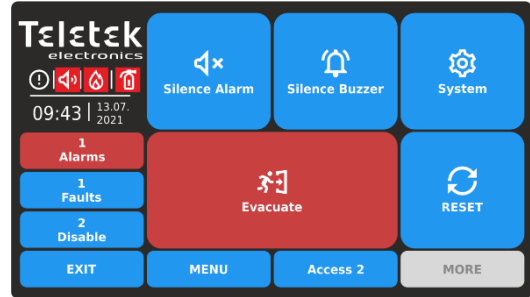 Teletek
electronics
09:43
13.07.
2021
1
Alarms
1
Faults
2
Disable
EXIT
Silence Alarm
Silence Buzzer
System
Evacuate
RESET
MENU
Access 2
MORE